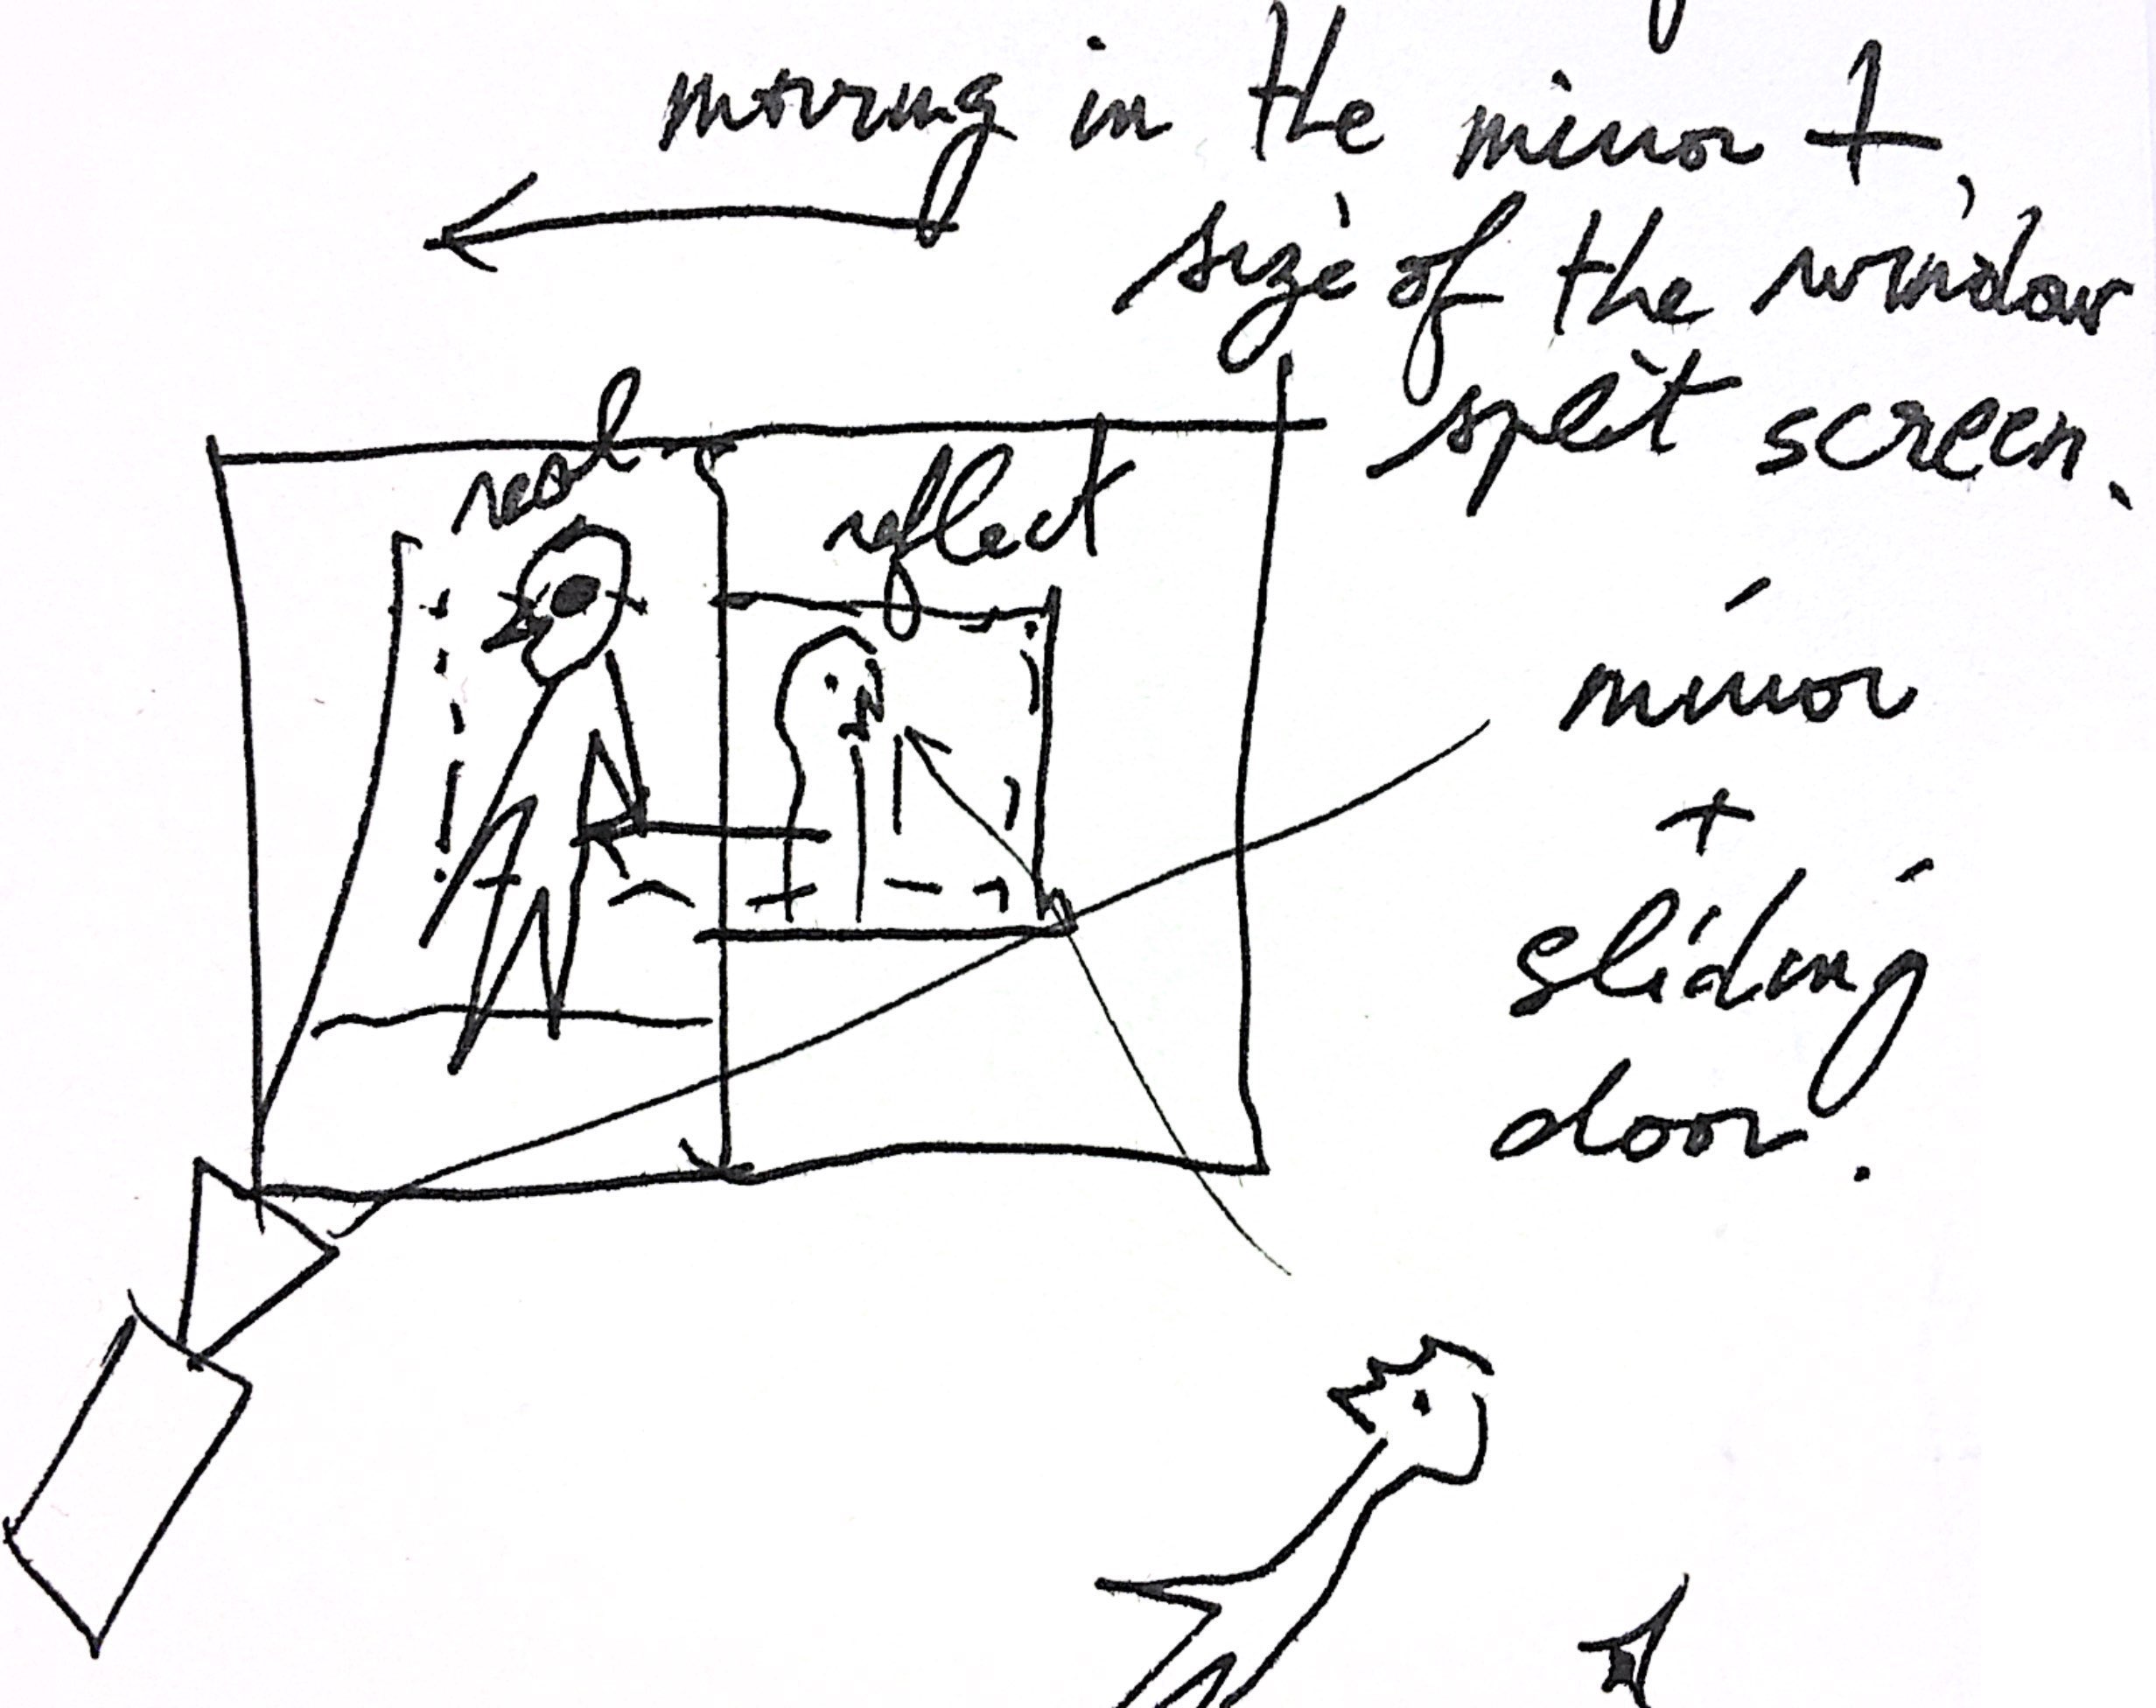 moving in the mirror +,
size of the window
split screen.
real
reflect
mirror
+
sliding
door.